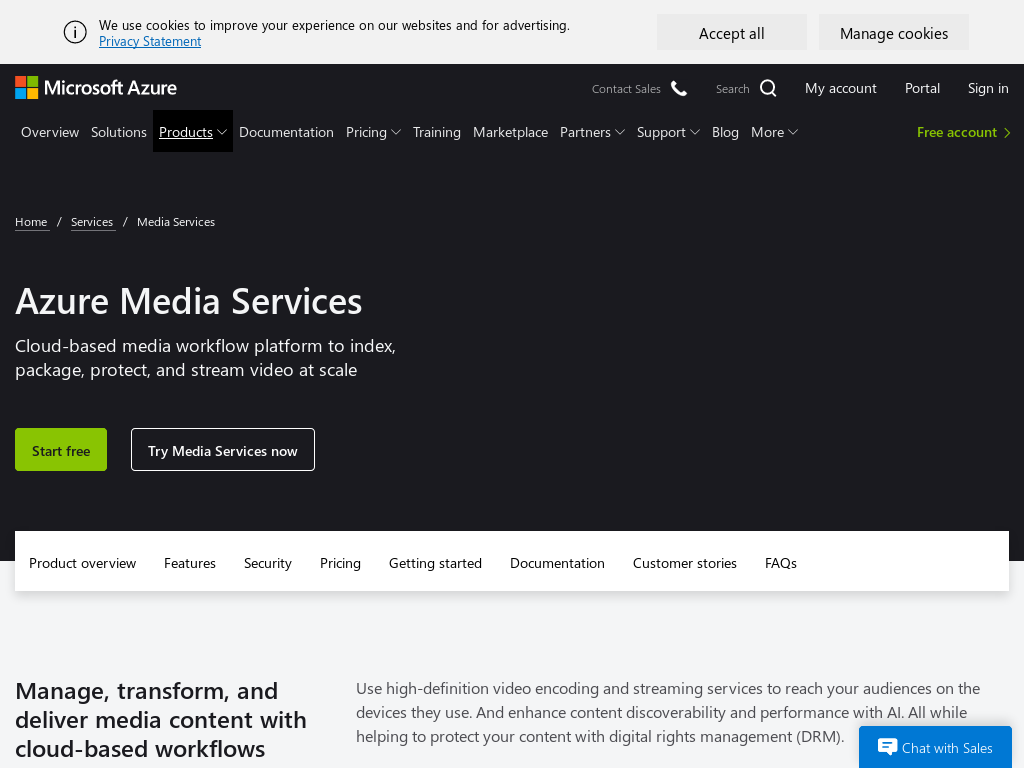 We use cookies to improve your experience on our websites and for advertising.
Privacy Statement
Accept all
Manage cookies
Microsoft Azure
Contact Sales
Search
My account
Portal
Sign in
Overview
Solutions
Products
Documentation
Pricing
Training
Marketplace
Partners
Support
Blog
More
Free account
Home / Services / Media Services
Azure Media Services
Cloud-based media workflow platform to index,
package, protect, and stream video at scale
Start free
Try Media Services now
Product overview
Features
Security
Pricing
Getting started
Documentation
Customer stories
FAQs
Manage, transform, and
deliver media content with
cloud-based workflows
Use high-definition video encoding and streaming services to reach your audiences on the
devices they use. And enhance content discoverability and performance with AI. All while
helping to protect your content with digital rights management (DRM).
Chat with Sales